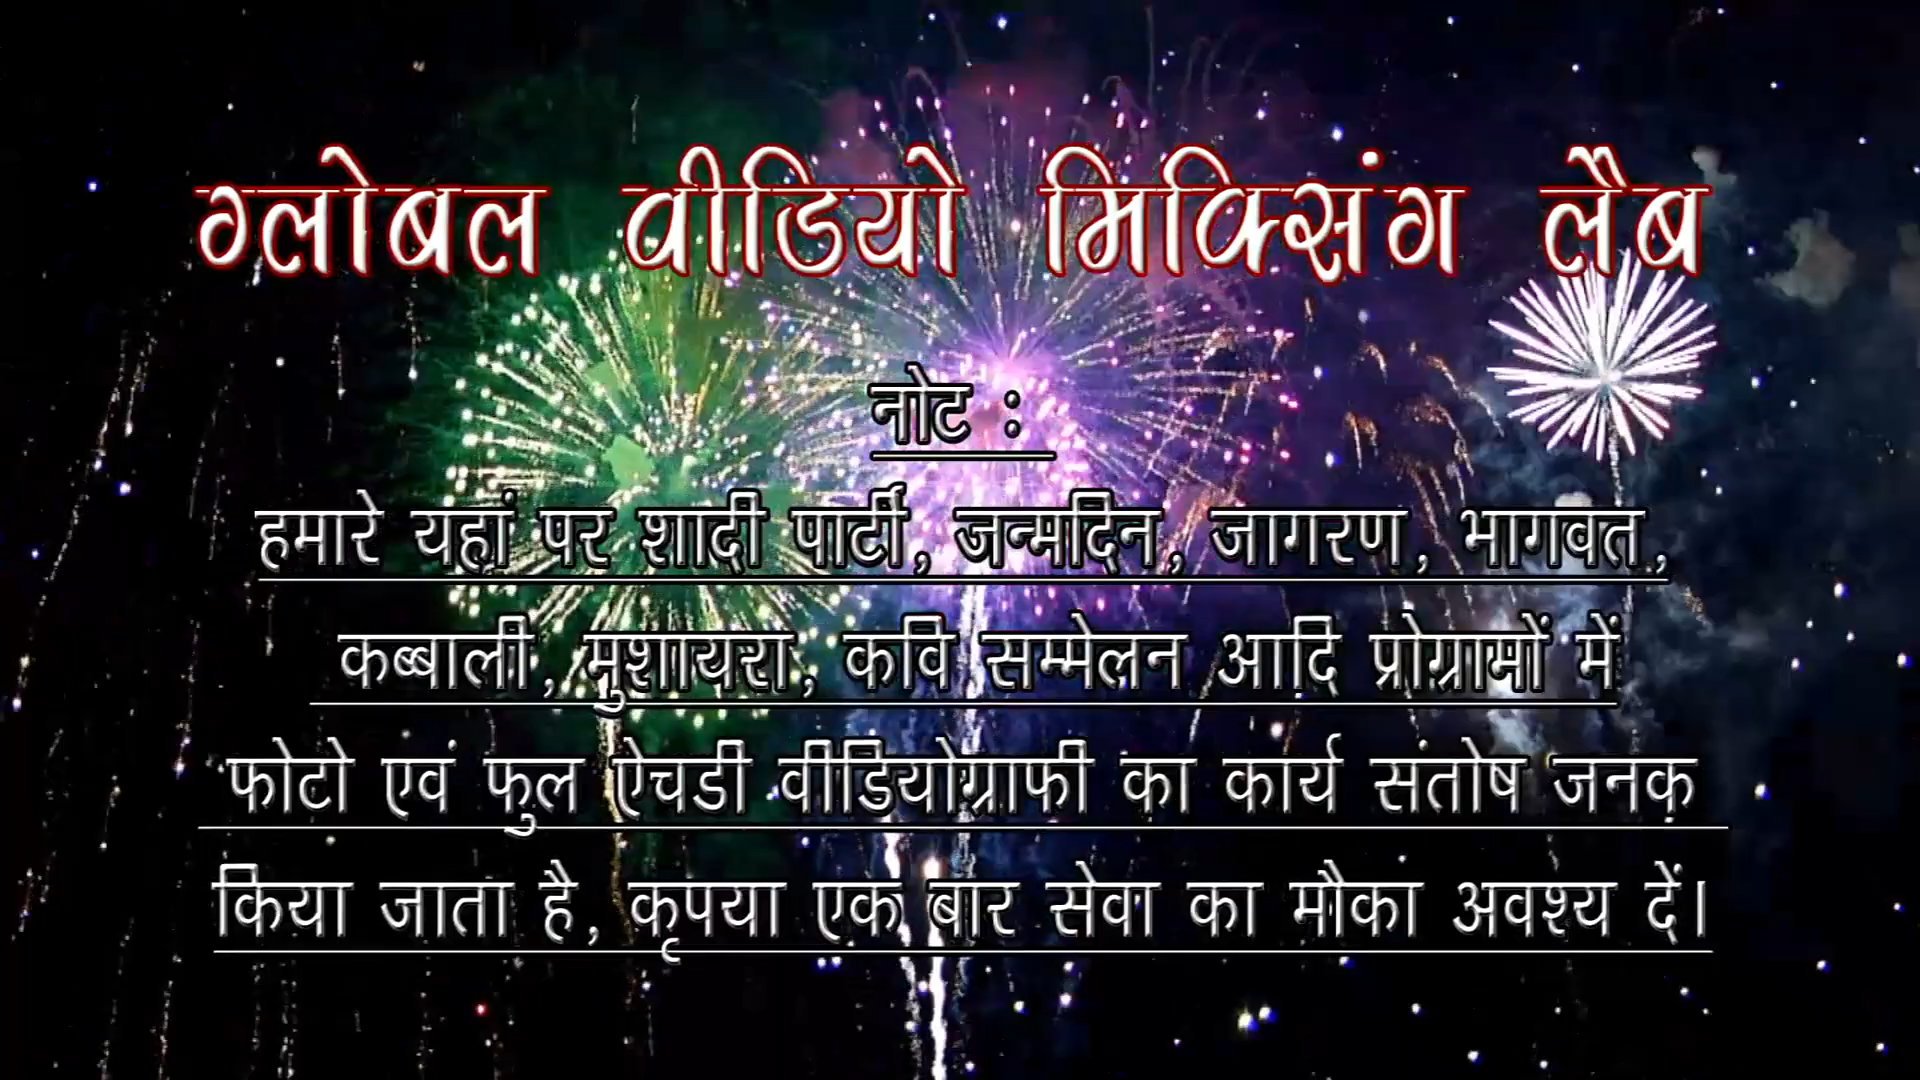 ग्लोबल वीडियो मिक्सिंग लैब
नोट :
हमारे यहां पर शादी पार्टी, जन्मदिन, जागरण, भागवत,
कब्बाली, मुशायरा, कवि सम्मेलन आदि प्रोग्रामों में
फोटो एवं फुल ऐचडी वीडियोग्राफी का कार्य संतोष जनक
किया जाता है, कृपया एक बार सेवा का मौका अवश्य दें।